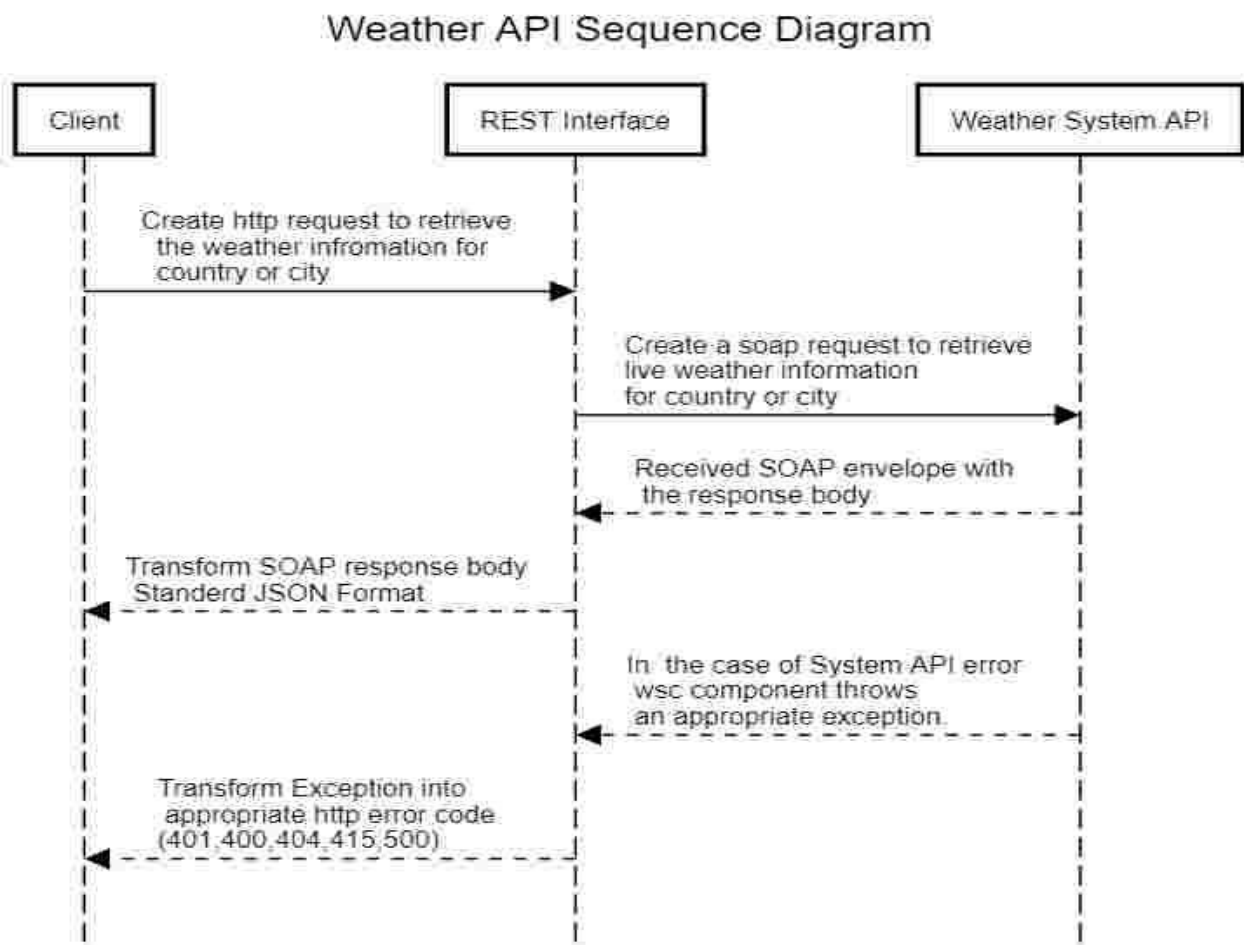 Weather API Sequence Diagram
Client
REST Interface
Weather System API
Create http request to retrieve
the weather infromation for
country or city
Create a soap request to retrieve
live weather information
for country or city
Received SOAP envelope with
the response body
Transform SOAP response body
Standerd JSON Format
In the case of System API error
wsc component throws
an appropriate exception.
Transform Exception into
appropriate http error code
(401,400,404,415,500)